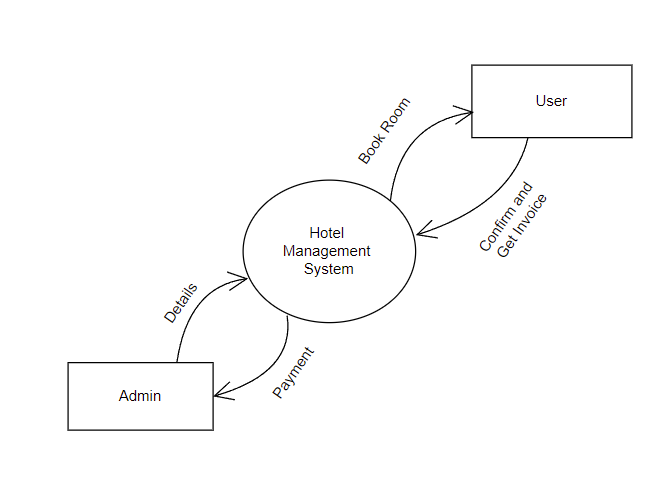 User
Book Room
Confirm and
Get Invoice
Hotel
Management
System
Details
Payment
Admin